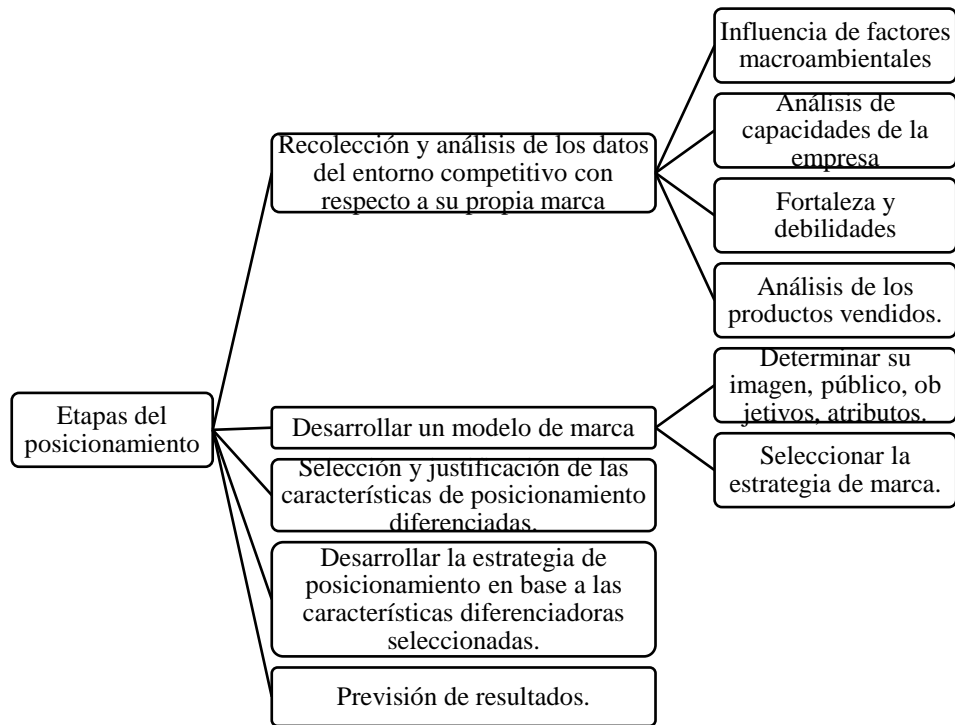 Etapas del
posicionamiento
Recolección y análisis de los datos
del entorno competitivo con
respecto a su propia marca
Influencia de factores
macroambientales
Análisis de
capacidades de la
empresa
Fortaleza y
debilidades
Análisis de los
productos vendidos.
Desarrollar un modelo de marca
Determinar su
imagen, público, ob
jetivos, atributos.
Seleccionar la
estrategia de marca.
Selección y justificación de las
características de posicionamiento
diferenciadas.
Desarrollar la estrategia de
posicionamiento en base a las
características diferenciadoras
seleccionadas.
Previsión de resultados.